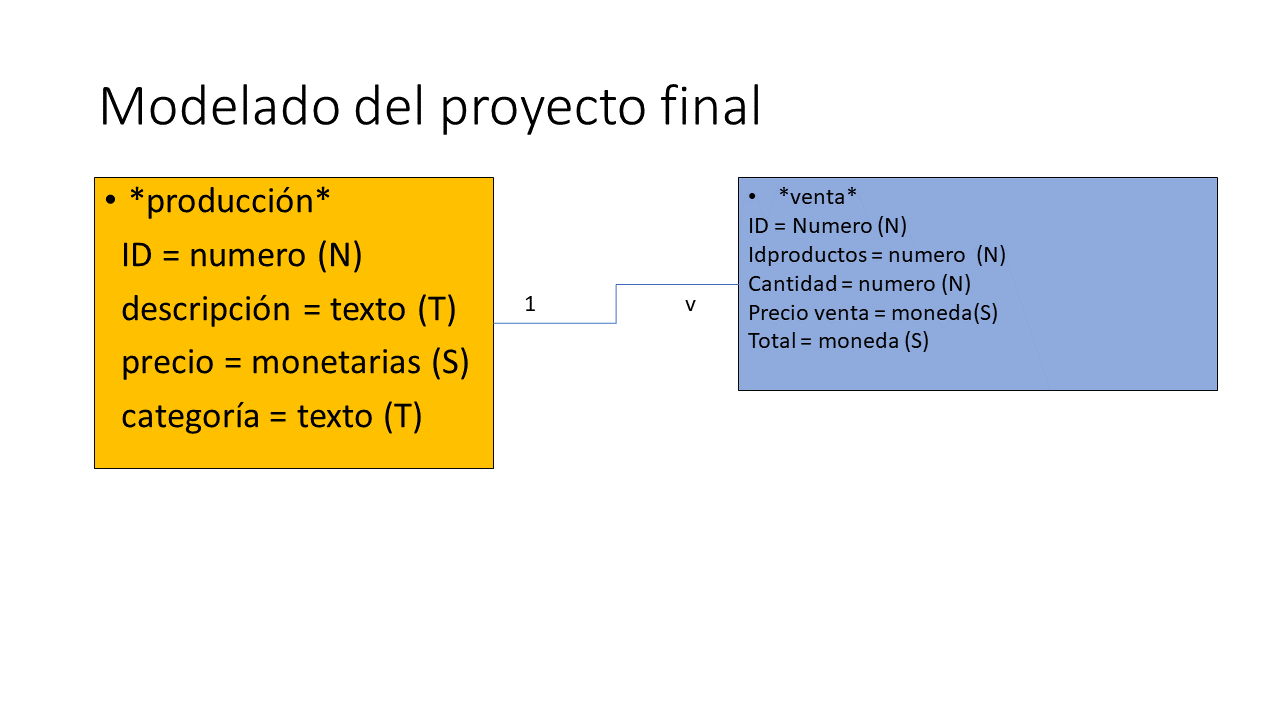 Modelado del proyecto final
• *producción*
ID = numero (N)
descripción = texto (T)
precio = monetarias (S)
categoría = texto (T)
1
v
• *venta*
ID = Numero (N)
Idproductos = numero (N)
Cantidad = numero (N)
Precio venta = moneda(S)
Total = moneda (S)